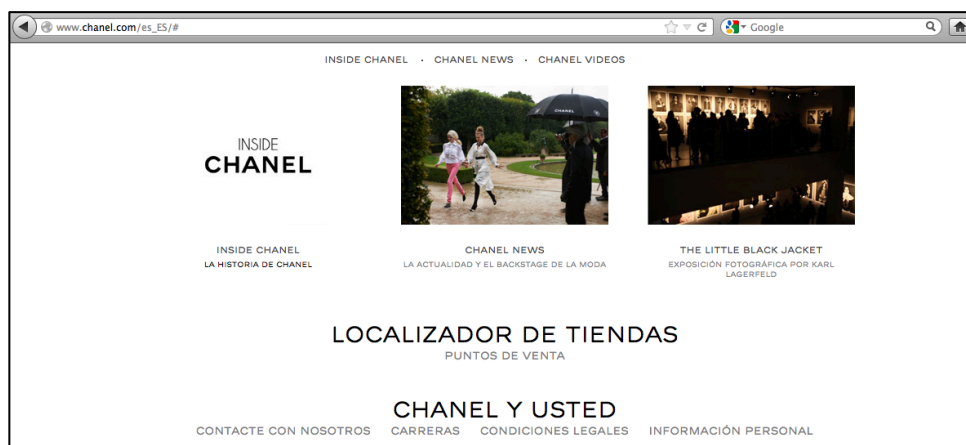 www.chanel.com/es_ES/#
Google
INSIDE CHANEL · CHANEL NEWS · CHANEL VIDEOS
INSIDE
CHANEL
CHANEL
INSIDE CHANEL
LA HISTORIA DE CHANEL
CHANEL NEWS
LA ACTUALIDAD Y EL BACKSTAGE DE LA MODA
THE LITTLE BLACK JACKET
EXPOSICIÓN FOTOGRÁFICA POR KARL
LAGERFELD
LOCALIZADOR DE TIENDAS
PUNTOS DE VENTA
CHANEL Y USTED
CONTACTE CON NOSOTROS CARRERAS CONDICIONES LEGALES INFORMACIÓN PERSONAL